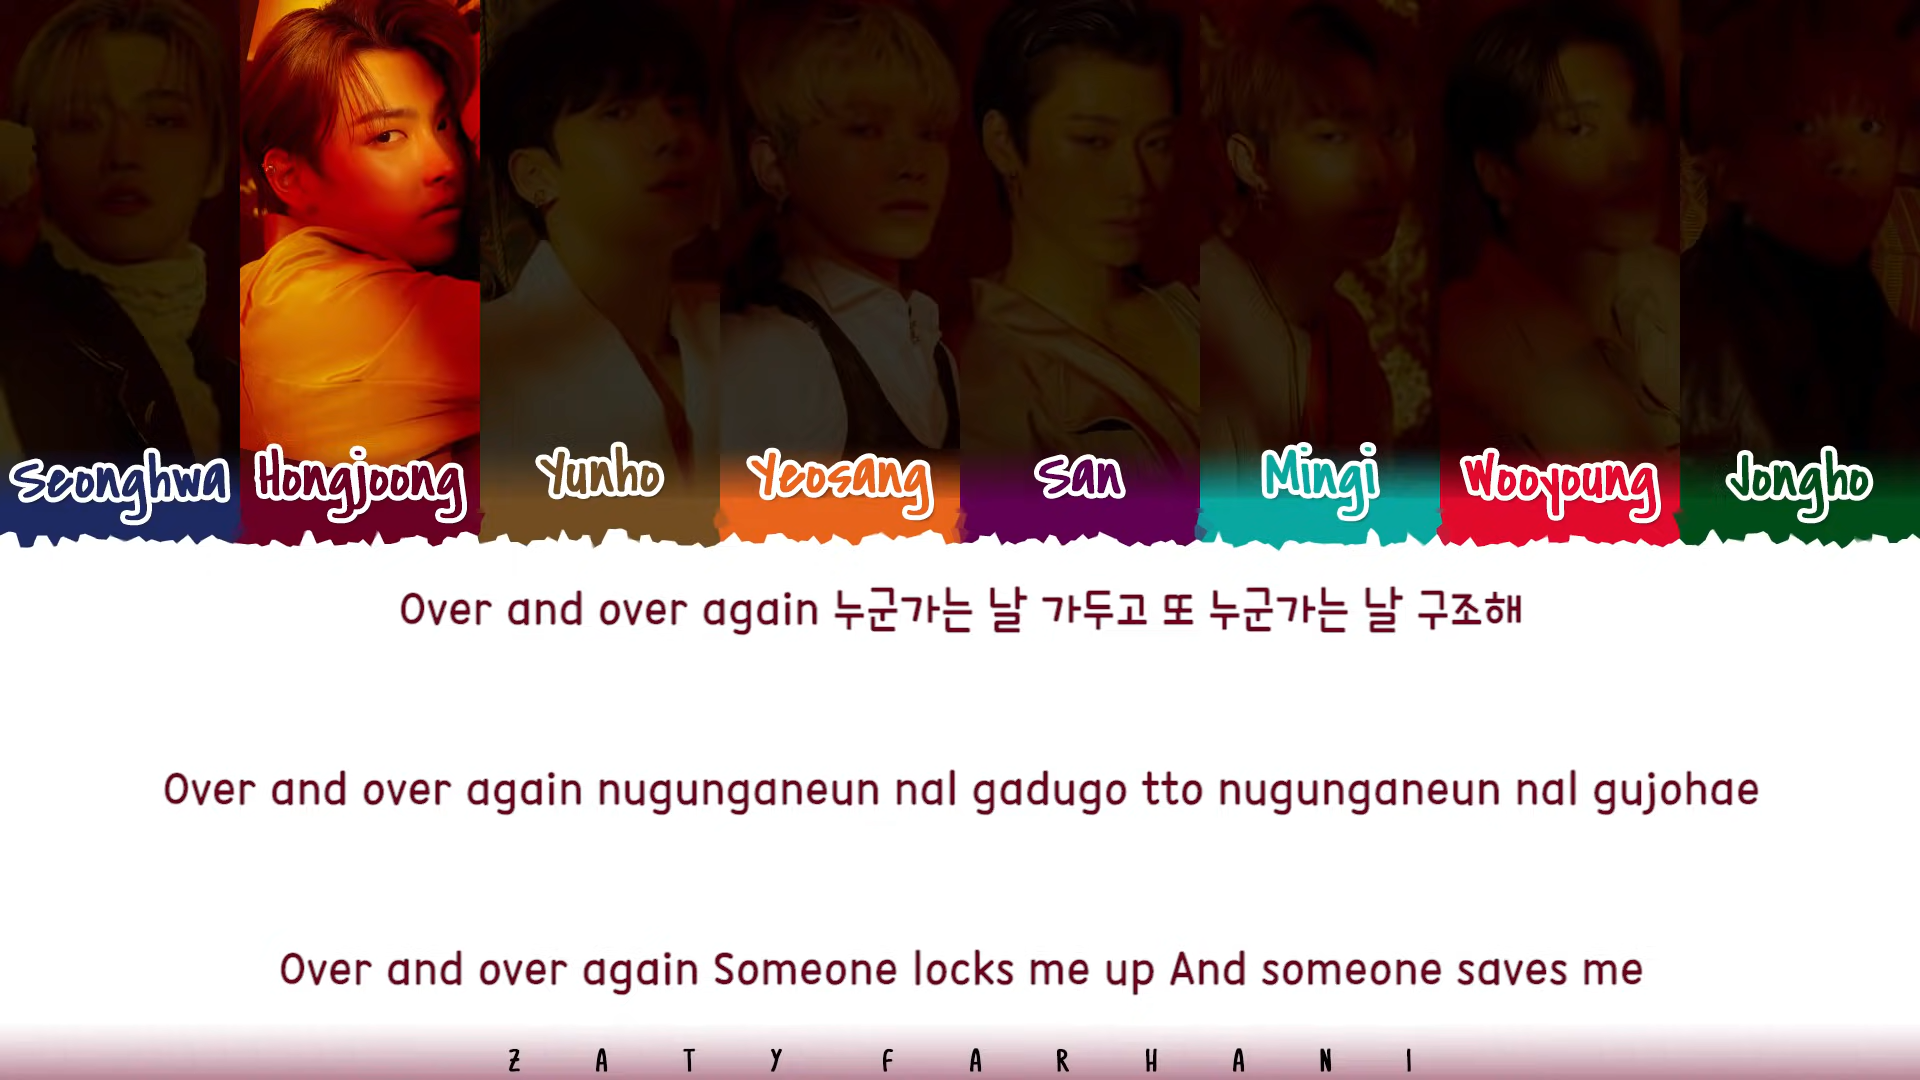 Seonghwa Hongjoong Yunho Yeosang San Mingi Wooyoung Jongho
Over and over again 누군가는 날 가두고 또 누군가는 날 구조해
Over and over again nugunganeun nal gadugo tto nugunganeun nal gujohae
Over and over again Someone locks me up And someone saves me
ZATY FARHANI